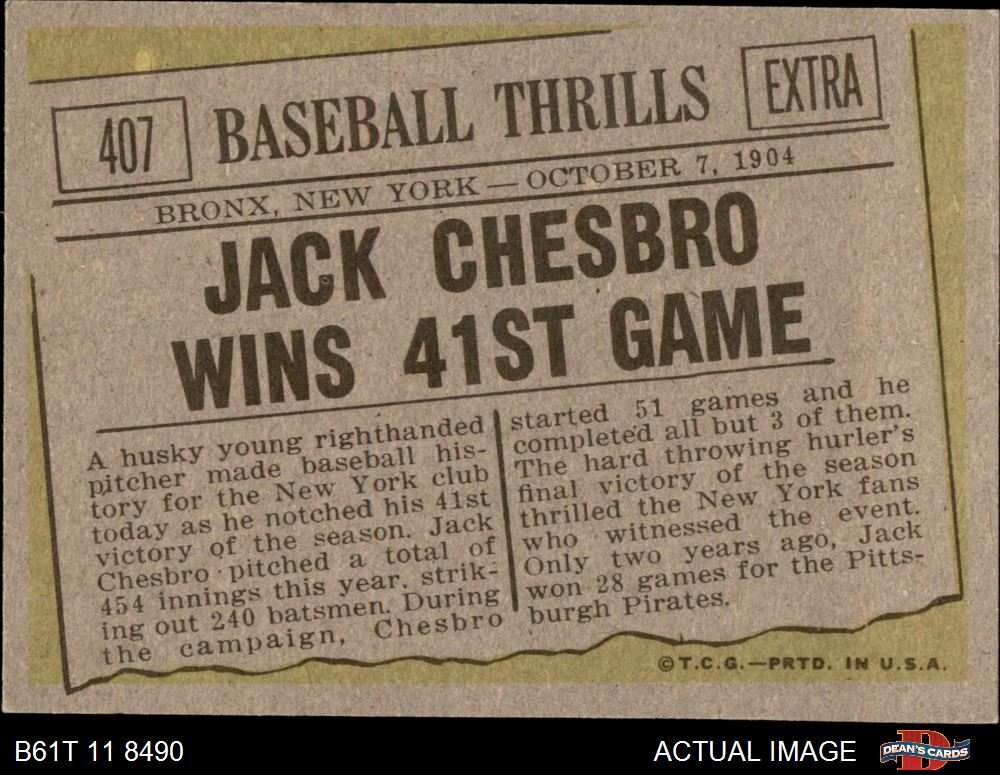 407
BASEBALL THRILLS
EXTRA
BRONX, NEW YORK — OCTOBER 7, 1904
JACK CHESBRO
WINS 41ST GAME
A husky young righthanded
pitcher made baseball his-
tory for the New York club
today as he notched his 41st
victory of the season. Jack
Chesbro pitched a total of
454 innings this year, strik-
ing out 240 batsmen. During
the campaign, Chesbro
started 51 games and he
completed all but 3 of them.
The hard throwing hurler's
final victory of the season
thrilled the New York fans
who witnessed the event.
Only two years ago, Jack
won 28 games for the Pitts-
burgh Pirates.
©T.C.G.—PRTD. IN U.S.A.
B61T 11 8490
ACTUAL IMAGE
DEAN'S CARDS